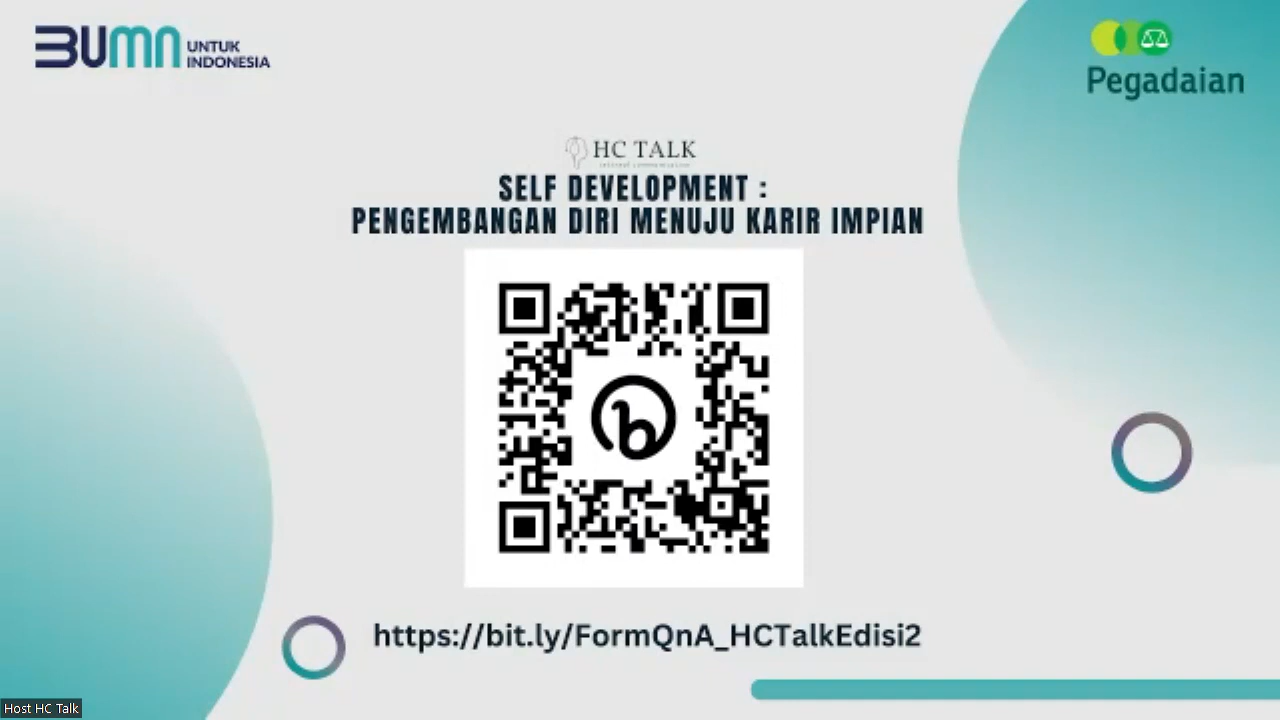 BUMN UNTUK
INDONESIA
Pegadaian
HC TALK
SELF DEVELOPMENT :
PENGEMBANGAN DIRI MENUJU KARIR IMPIAN
https://bit.ly/FormQnA_HCTalkEdisi2
Host HC Talk